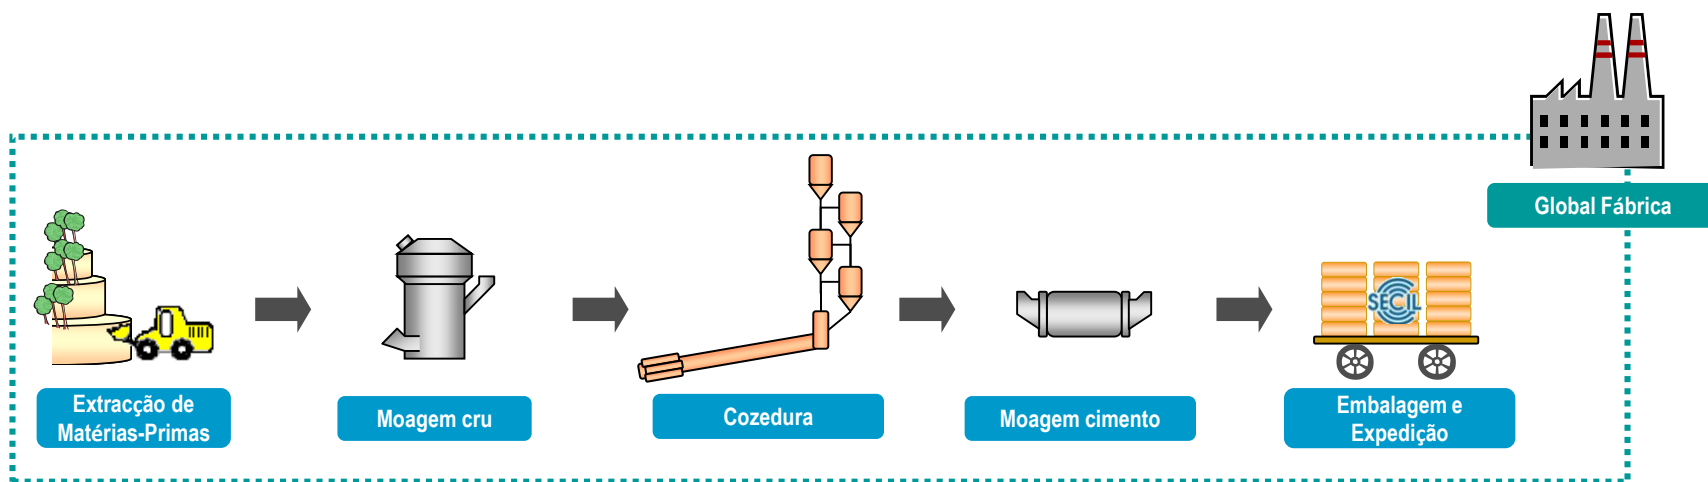 Global Fábrica
SECIL
Extracção de
Matérias-Primas
Moagem cru
Cozedura
Moagem cimento
Embalagem e
Expedição